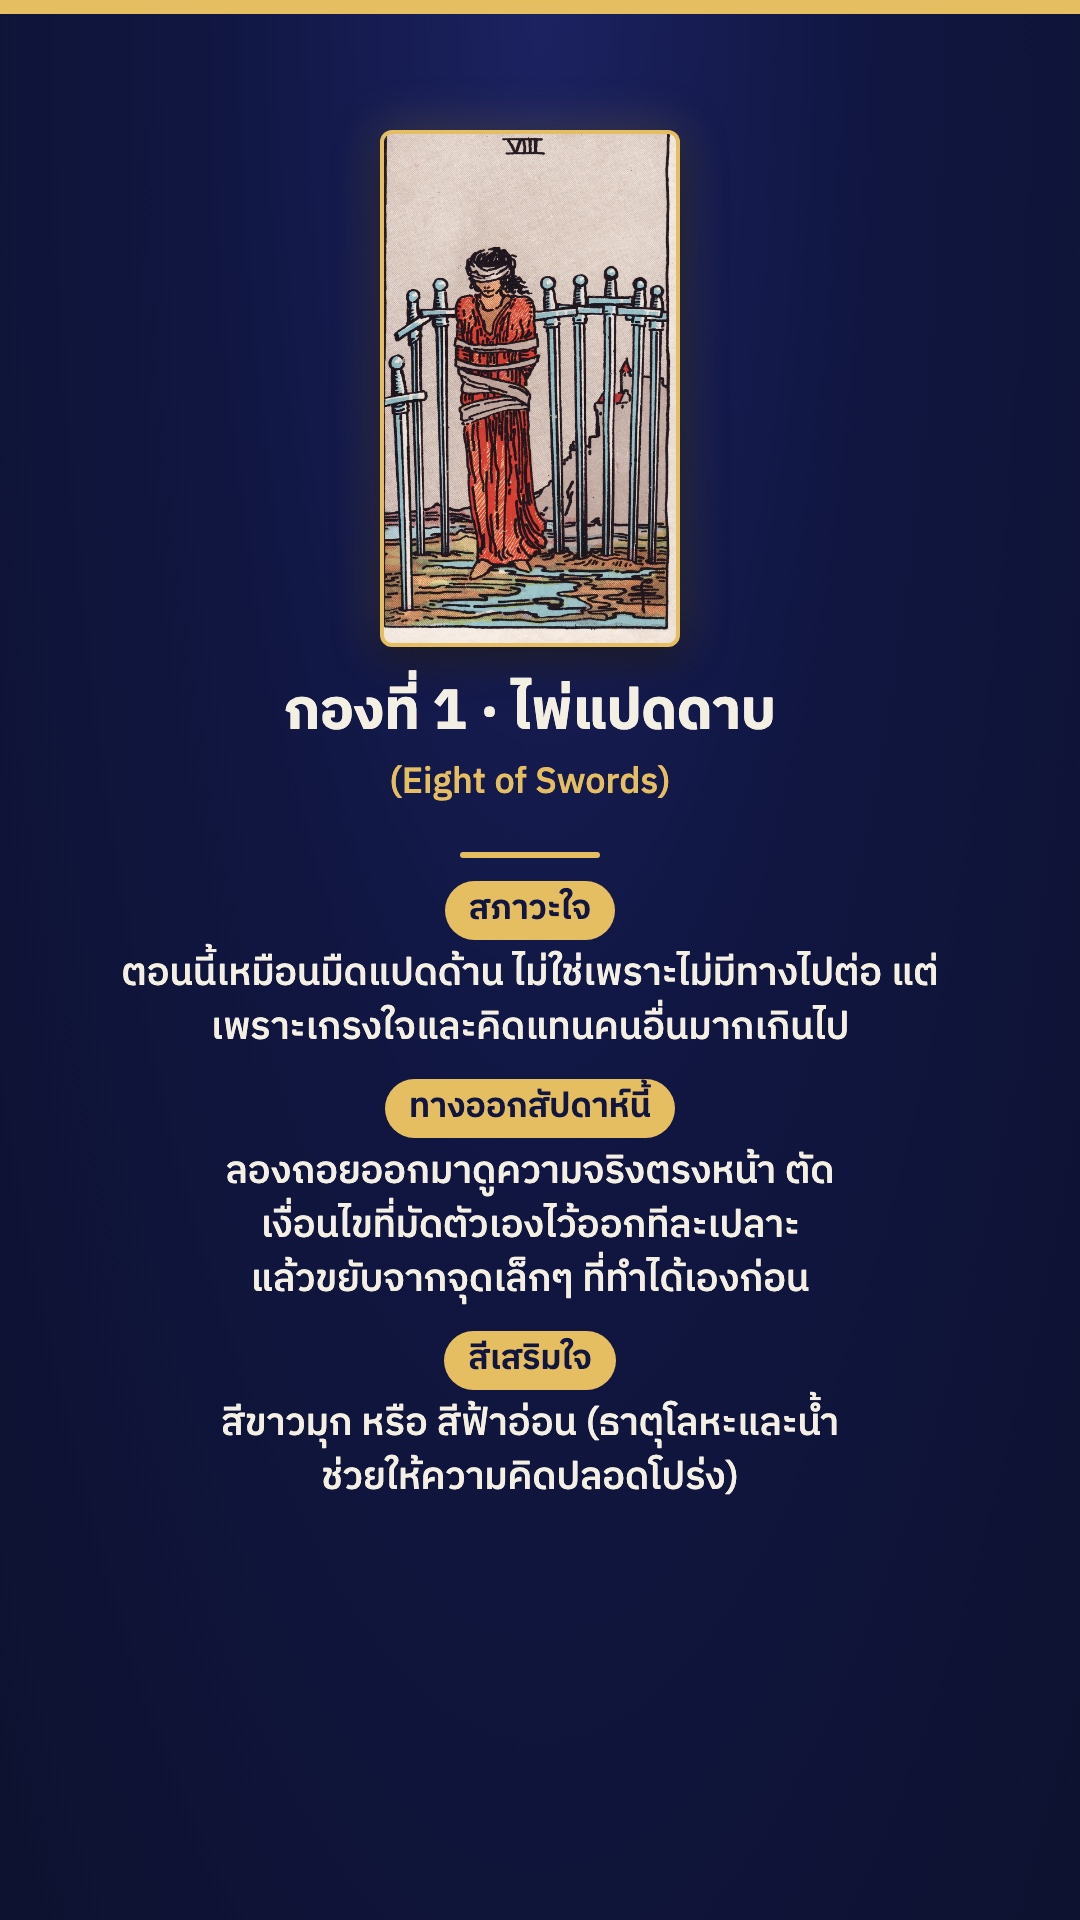 VIII
กองที่ 1 · ไพ่แปดดาบ
(Eight of Swords)
สภาวะใจ
ตอนนี้เหมือนมืดแปดด้าน ไม่ใช่เพราะไม่มีทางไปต่อ แต่
เพราะเกรงใจและคิดแทนคนอื่นมากเกินไป
ทางออกสัปดาห์นี้
ลองถอยออกมาดูความจริงตรงหน้า ตัด
เงื่อนไขที่มัดตัวเองไว้ออกทีละเปลาะ
แล้วขยับจากจุดเล็กๆ ที่ทำได้เองก่อน
สีเสริมใจ
สีขาวมุก หรือ สีฟ้าอ่อน (ธาตุโลหะและน้ำ
ช่วยให้ความคิดปลอดโปร่ง)